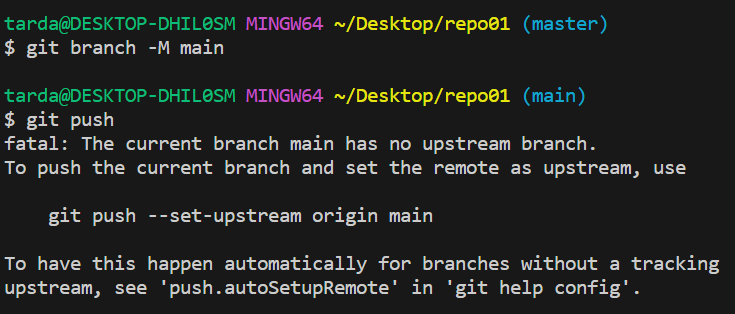 tarda@DESKTOP-DHIL0SM MINGW64 ~/Desktop/repo01 (master)
$ git branch -M main
tarda@DESKTOP-DHIL0SM MINGW64 ~/Desktop/repo01 (main)
$ git push
fatal: The current branch main has no upstream branch.
To push the current branch and set the remote as upstream, use
git push --set-upstream origin main
To have this happen automatically for branches without a tracking
upstream, see 'push.autoSetupRemote' in 'git help config'.